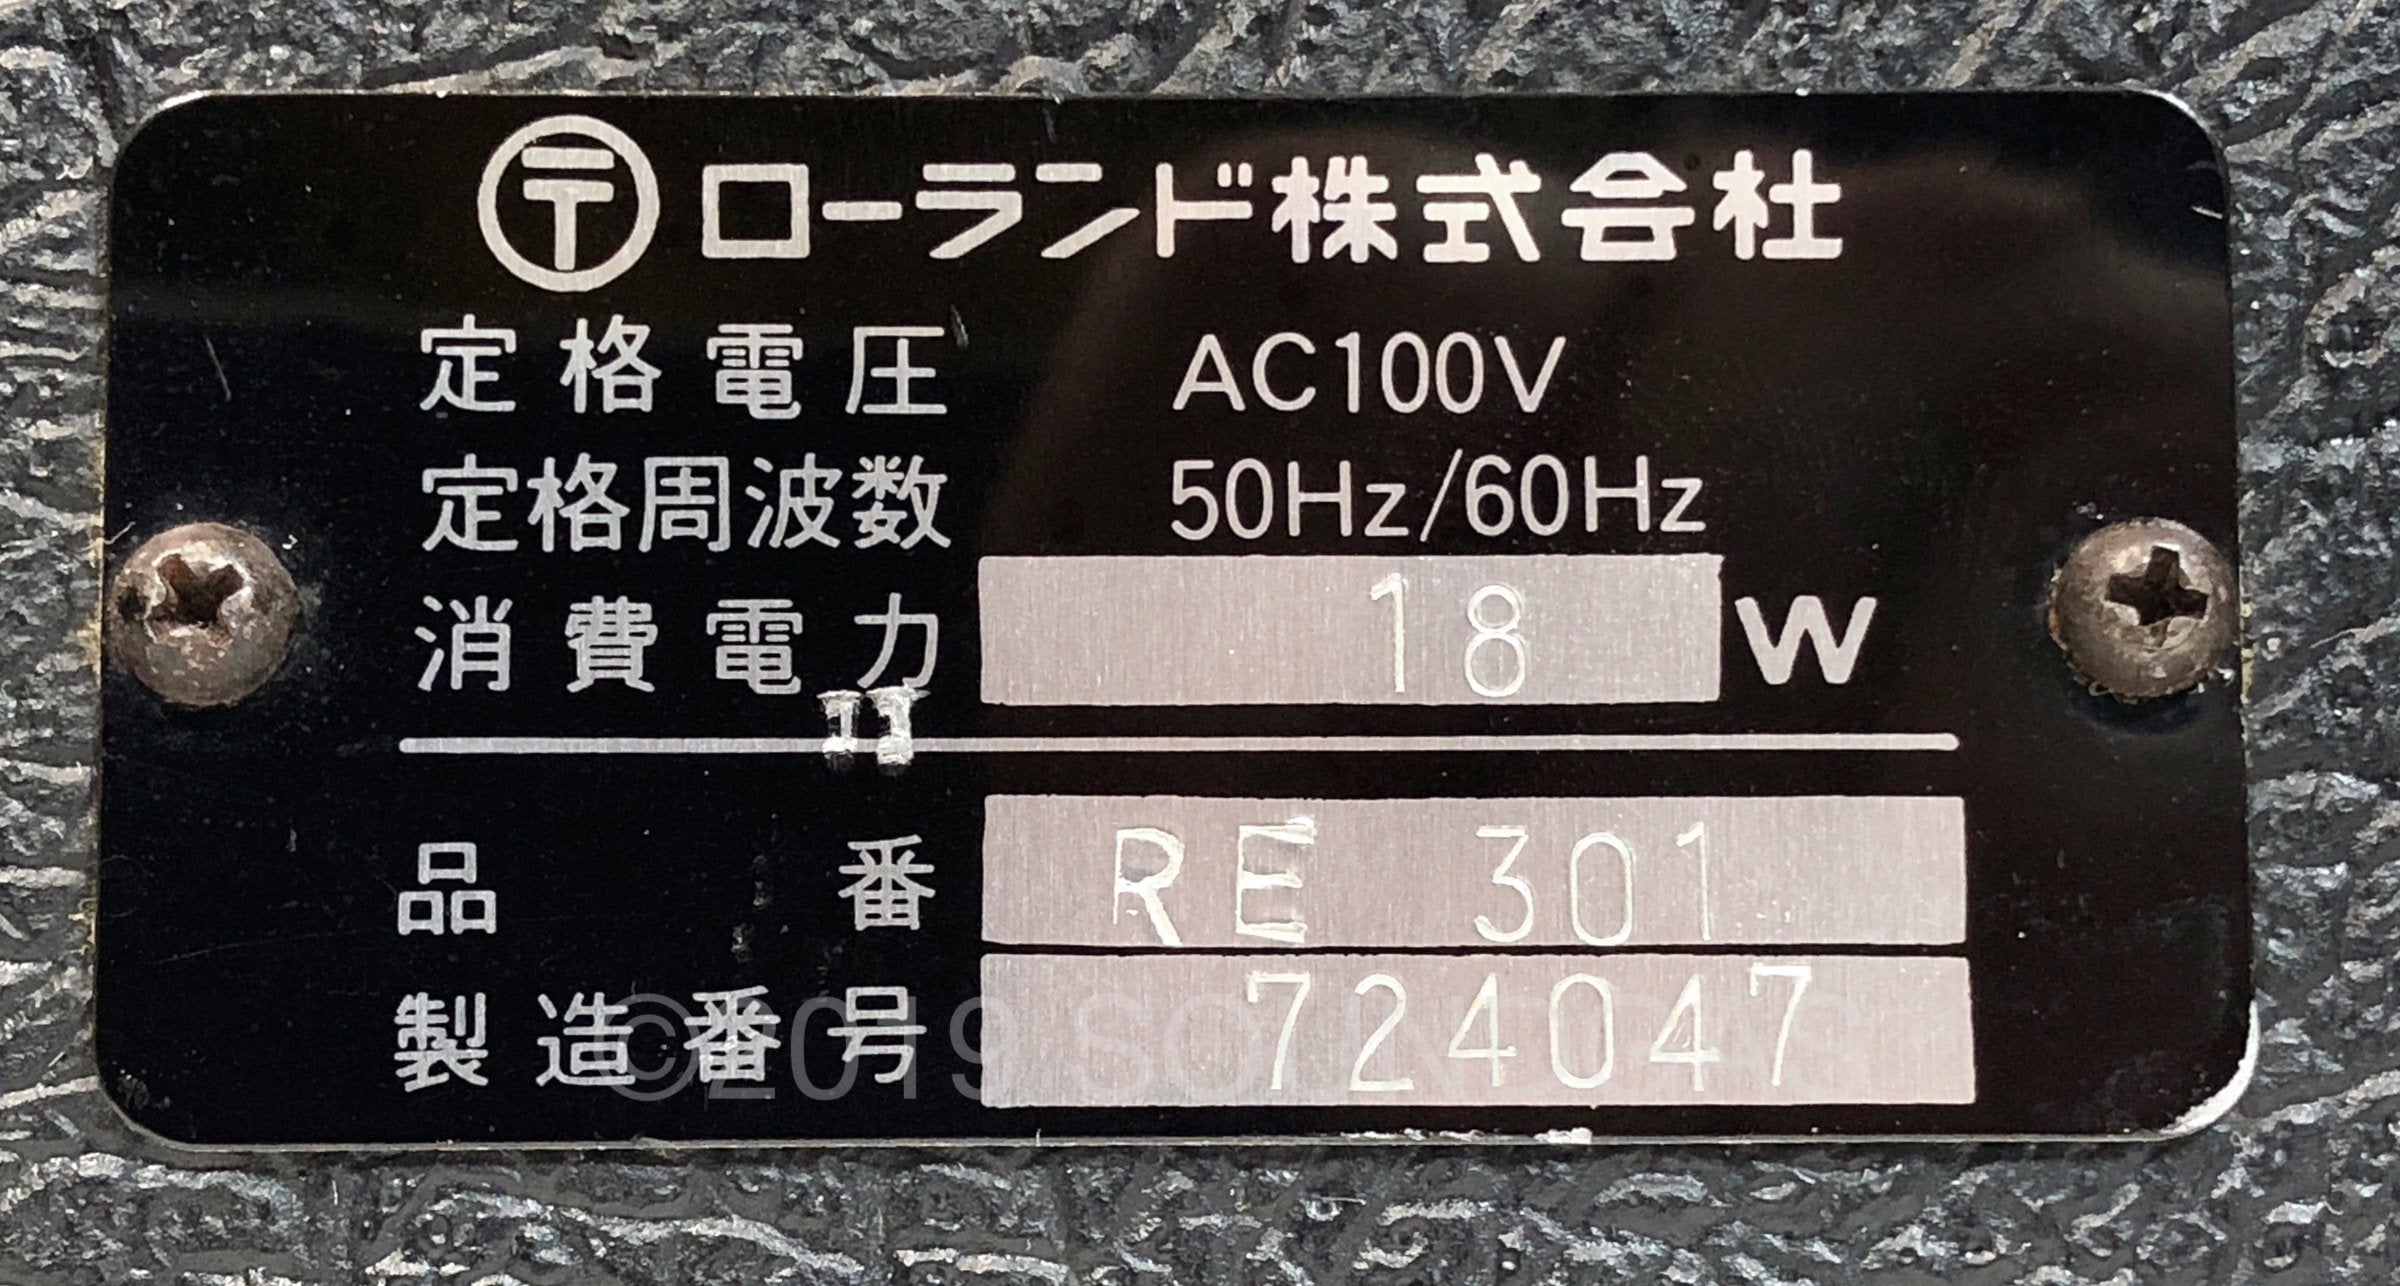 〒 ローランド株式会社
定格電圧 AC100V
定格周波数 50Hz/60Hz
消費電力 18 W
品番 RE 301
製造番号 724047
©2019 SOUNDGAS